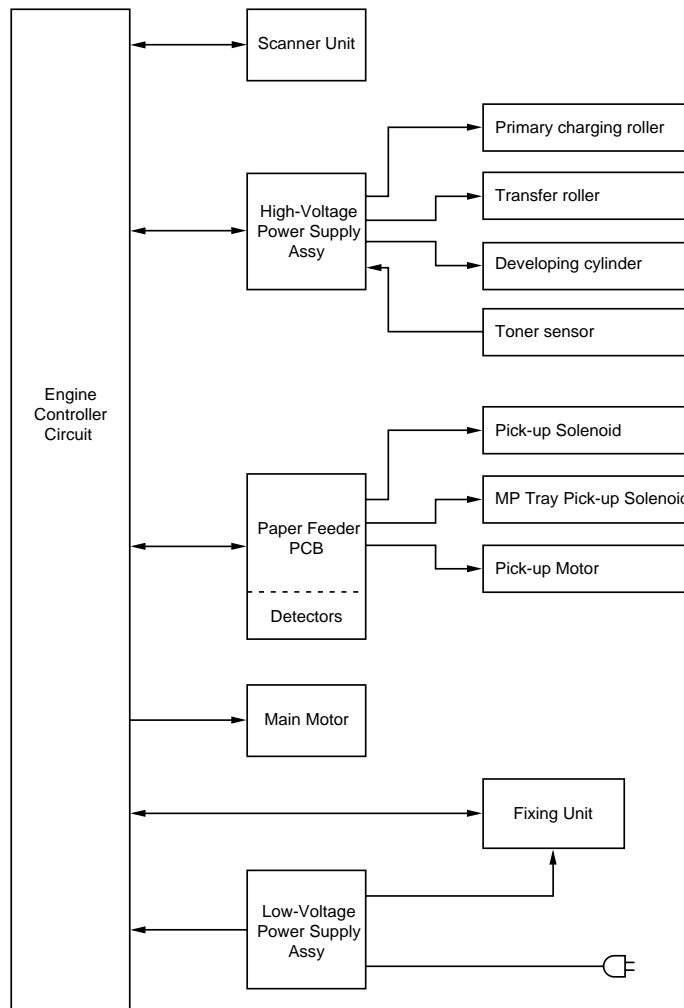 Scanner Unit
Primary charging roller
Transfer roller
High-Voltage
Power Supply
Assy
Developing cylinder
Toner sensor
Engine
Controller
Circuit
Pick-up Solenoid
MP Tray Pick-up Solenoid
Paper Feeder
PCB
Pick-up Motor
Detectors
Main Motor
Fixing Unit
Low-Voltage
Power Supply
Assy